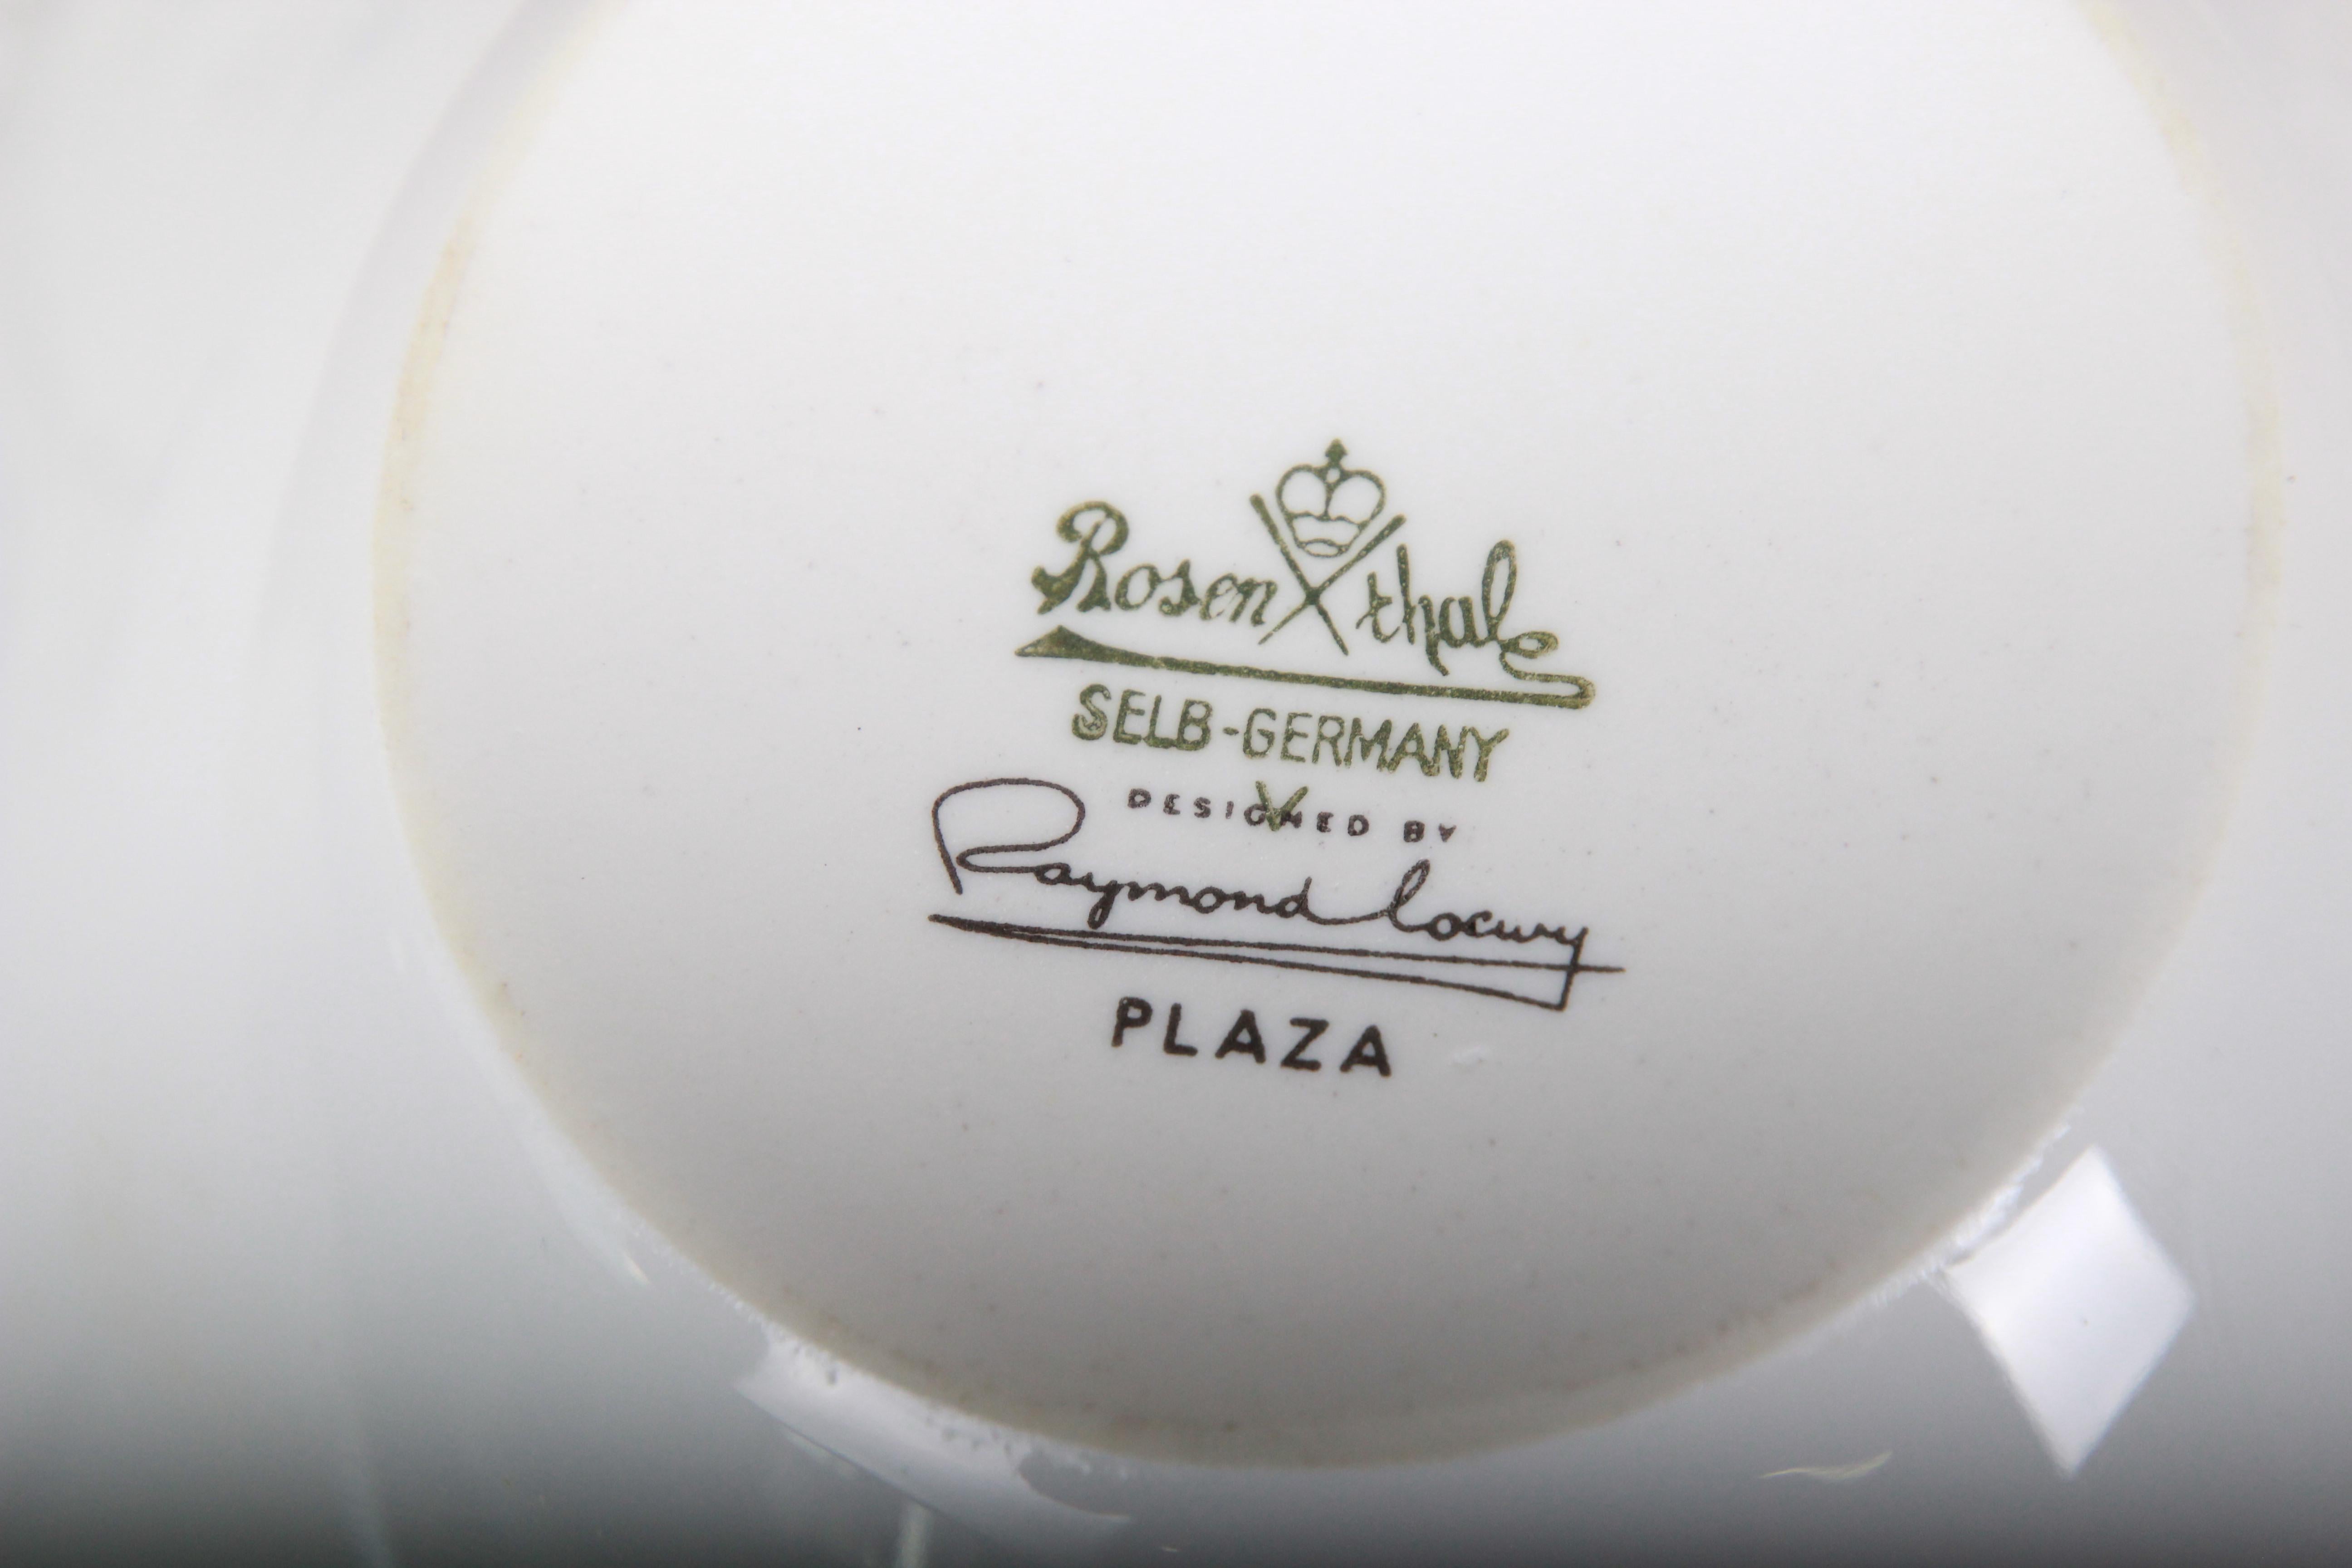 Rosenthal
SELB-GERMANY
V
DESIGNED BY
Raymond Loewy
PLAZA